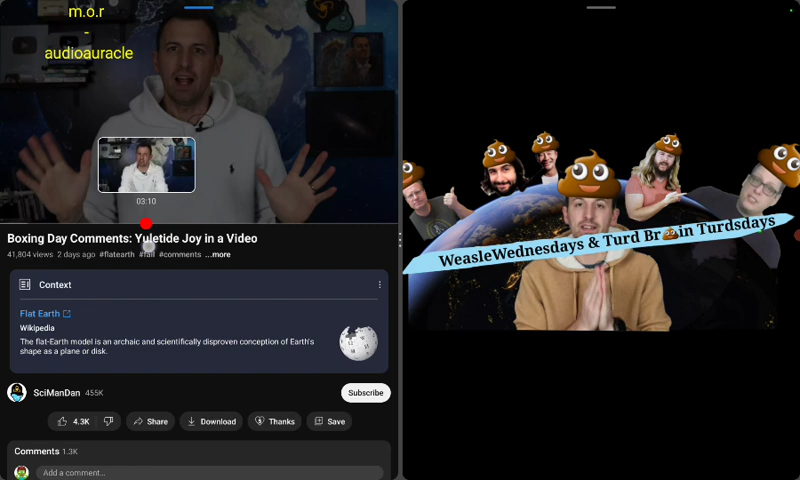 m.o.r
-
audioauracle
03:10
Boxing Day Comments: Yuletide Joy in a Video
41,804 views 2 days ago #flatearth #fail #comments ...more
Context
Flat Earth
Wikipedia
The flat-Earth model is an archaic and scientifically disproven conception of Earth's
shape as a plane or disk.
SciManDan 455K
Subscribe
4.3K Share Download Thanks Save
Comments 1.3K
Add a comment...
WeasleWednesdays & Turd Br💩in Turdsdays